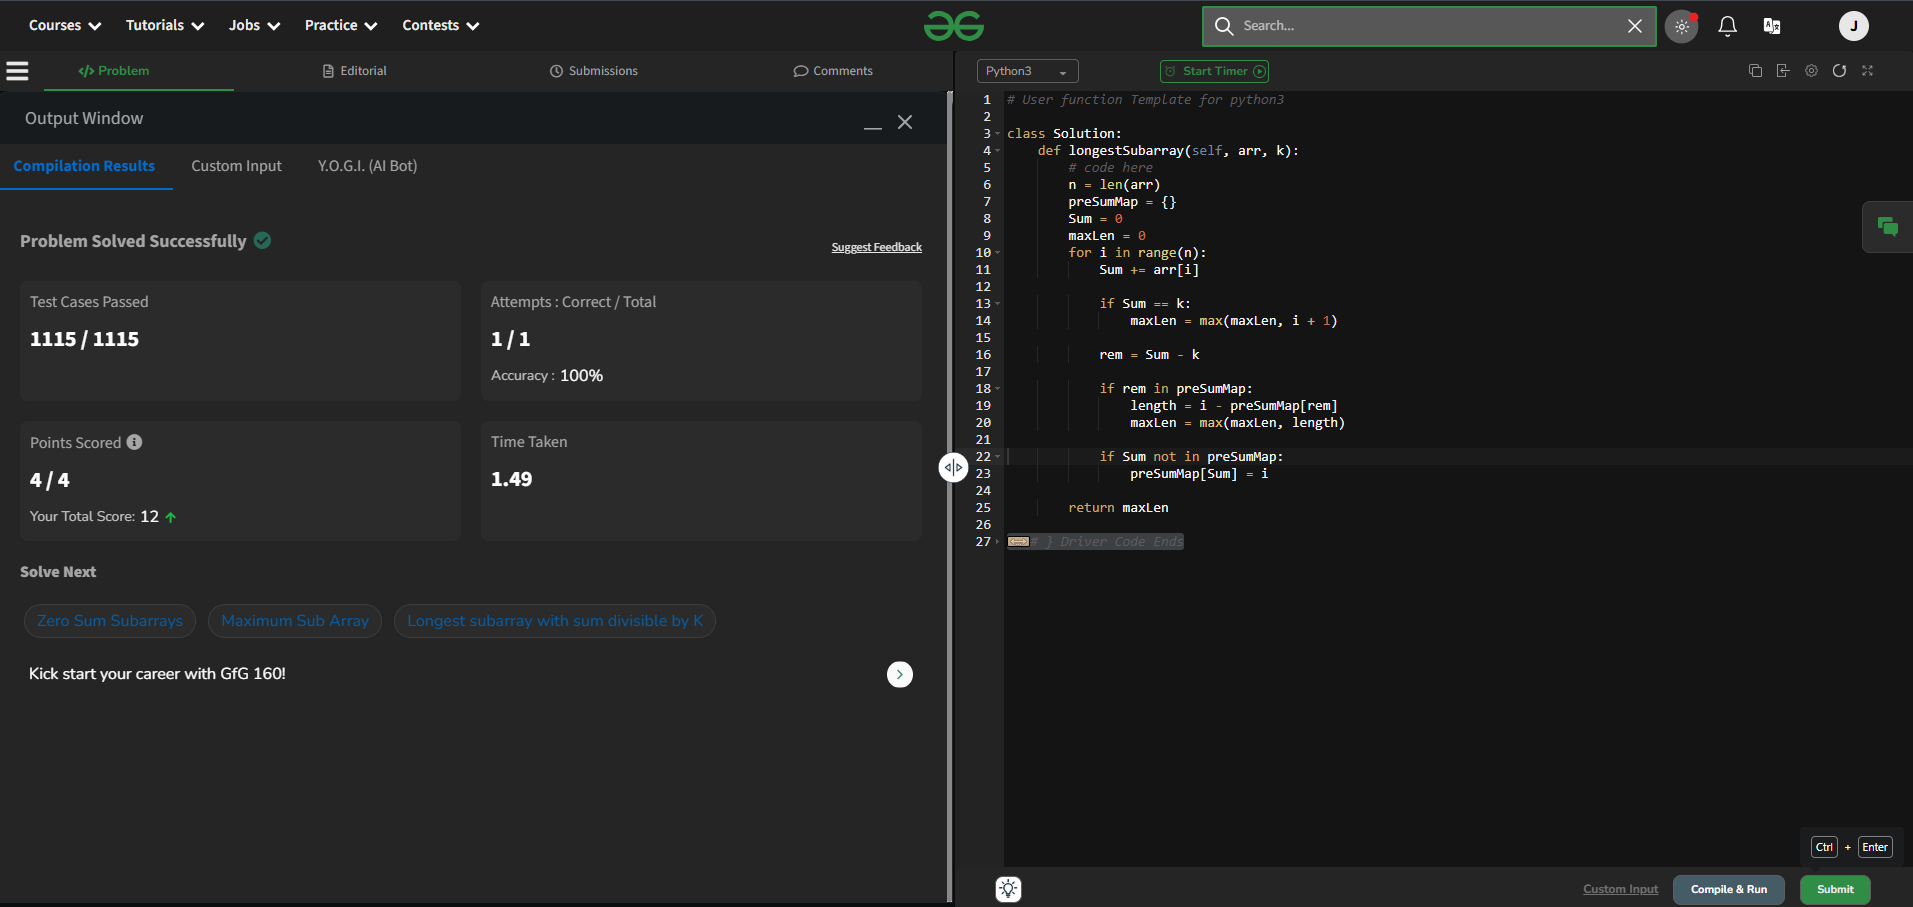 Courses Tutorials Jobs Practice Contests Search... J
Problem Editorial Submissions Comments Python3 Start Timer
Output Window
Compilation Results Custom Input Y.O.G.I. (AI Bot)
Problem Solved Successfully
Suggest Feedback
Test Cases Passed
1115 / 1115
Attempts : Correct / Total
1 / 1
Accuracy : 100%
Points Scored
4 / 4
Your Total Score: 12
Time Taken
1.49
Solve Next
Zero Sum Subarrays Maximum Sub Array Longest subarray with sum divisible by K
Kick start your career with GfG 160!
1 # User function Template for python3
2
3 class Solution:
4     def longestSubarray(self, arr, k):
5         # code here
6         n = len(arr)
7         preSumMap = {}
8         Sum = 0
9         maxLen = 0
10         for i in range(n):
11             Sum += arr[i]
12
13             if Sum == k:
14                 maxLen = max(maxLen, i + 1)
15
16             rem = Sum - k
17
18             if rem in preSumMap:
19                 length = i - preSumMap[rem]
20                 maxLen = max(maxLen, length)
21
22             if Sum not in preSumMap:
23                 preSumMap[Sum] = i
24
25         return maxLen
26
27 # } Driver Code Ends
Ctrl + Enter
Custom Input Compile & Run Submit